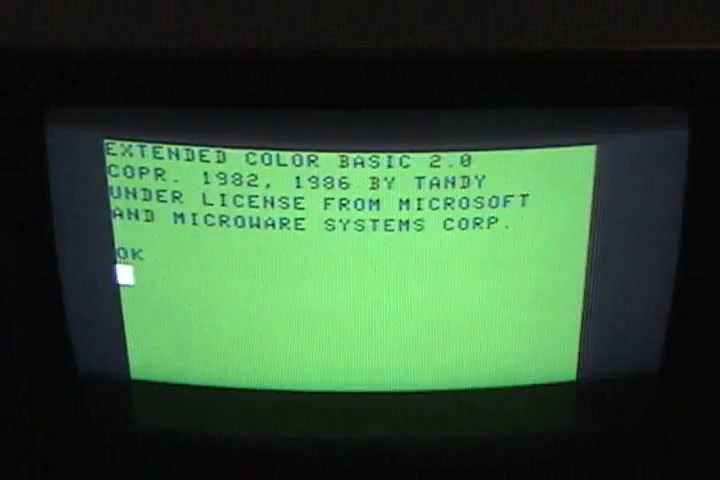 EXTENDED COLOR BASIC 2.0
COPR. 1982, 1986 BY TANDY
UNDER LICENSE FROM MICROSOFT
AND MICROWARE SYSTEMS CORP.
OK